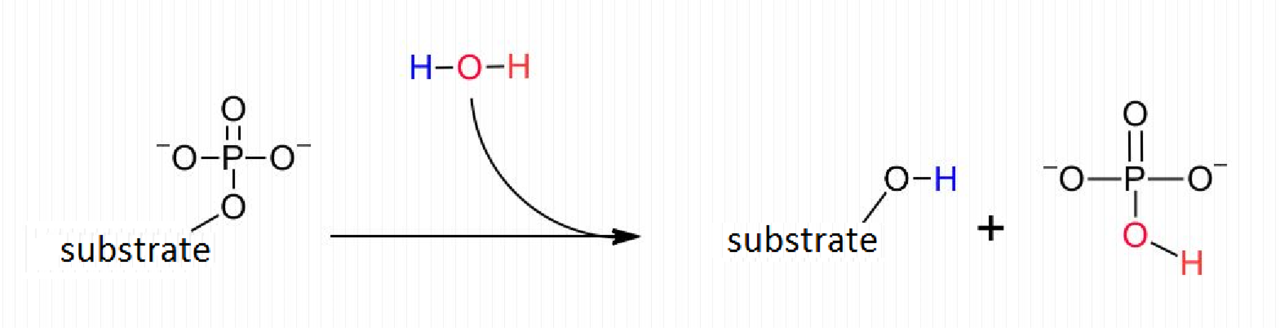 H–O–H
O
⁻O–P–O⁻
O
substrate
O–H
substrate
+
O
⁻O–P–O⁻
O
H